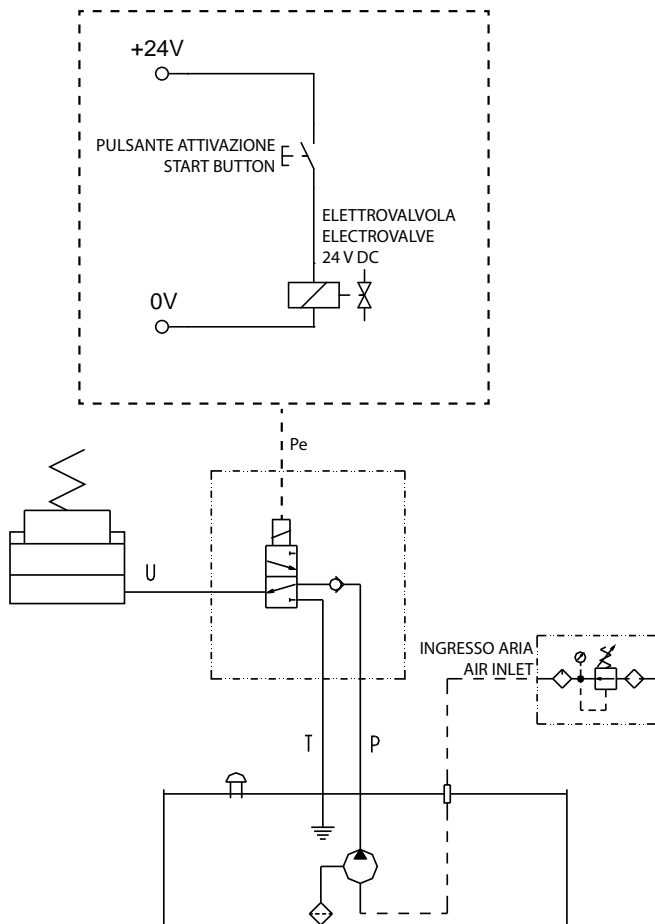 +24V
PULSANTE ATTIVAZIONE
START BUTTON
ELETTROVALVOLA
ELECTROVALVE
24 V DC
0V
Pe
U
INGRESSO ARIA
AIR INLET
T
P